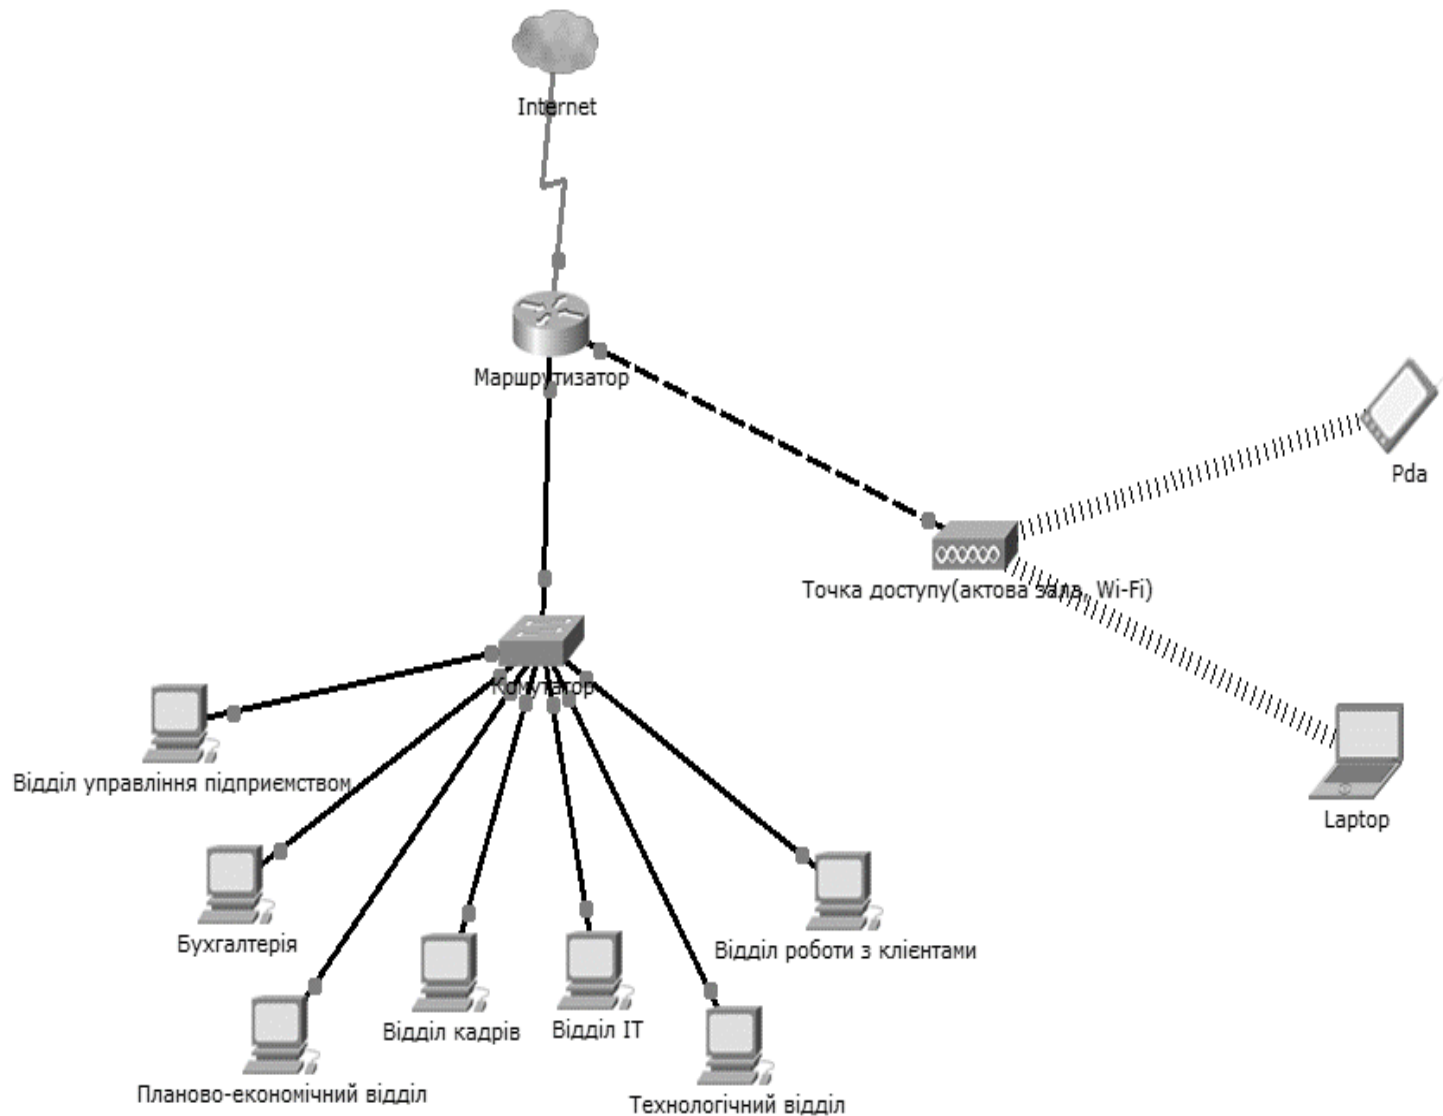 Internet
Маршрутизатор
Pda
Точка доступу(актова зала, Wi-Fi)
Комутатор
Відділ управління підприємством
Laptop
Бухгалтерія
Відділ роботи з клієнтами
Відділ кадрів
Відділ ІТ
Планово-економічний відділ
Технологічний відділ